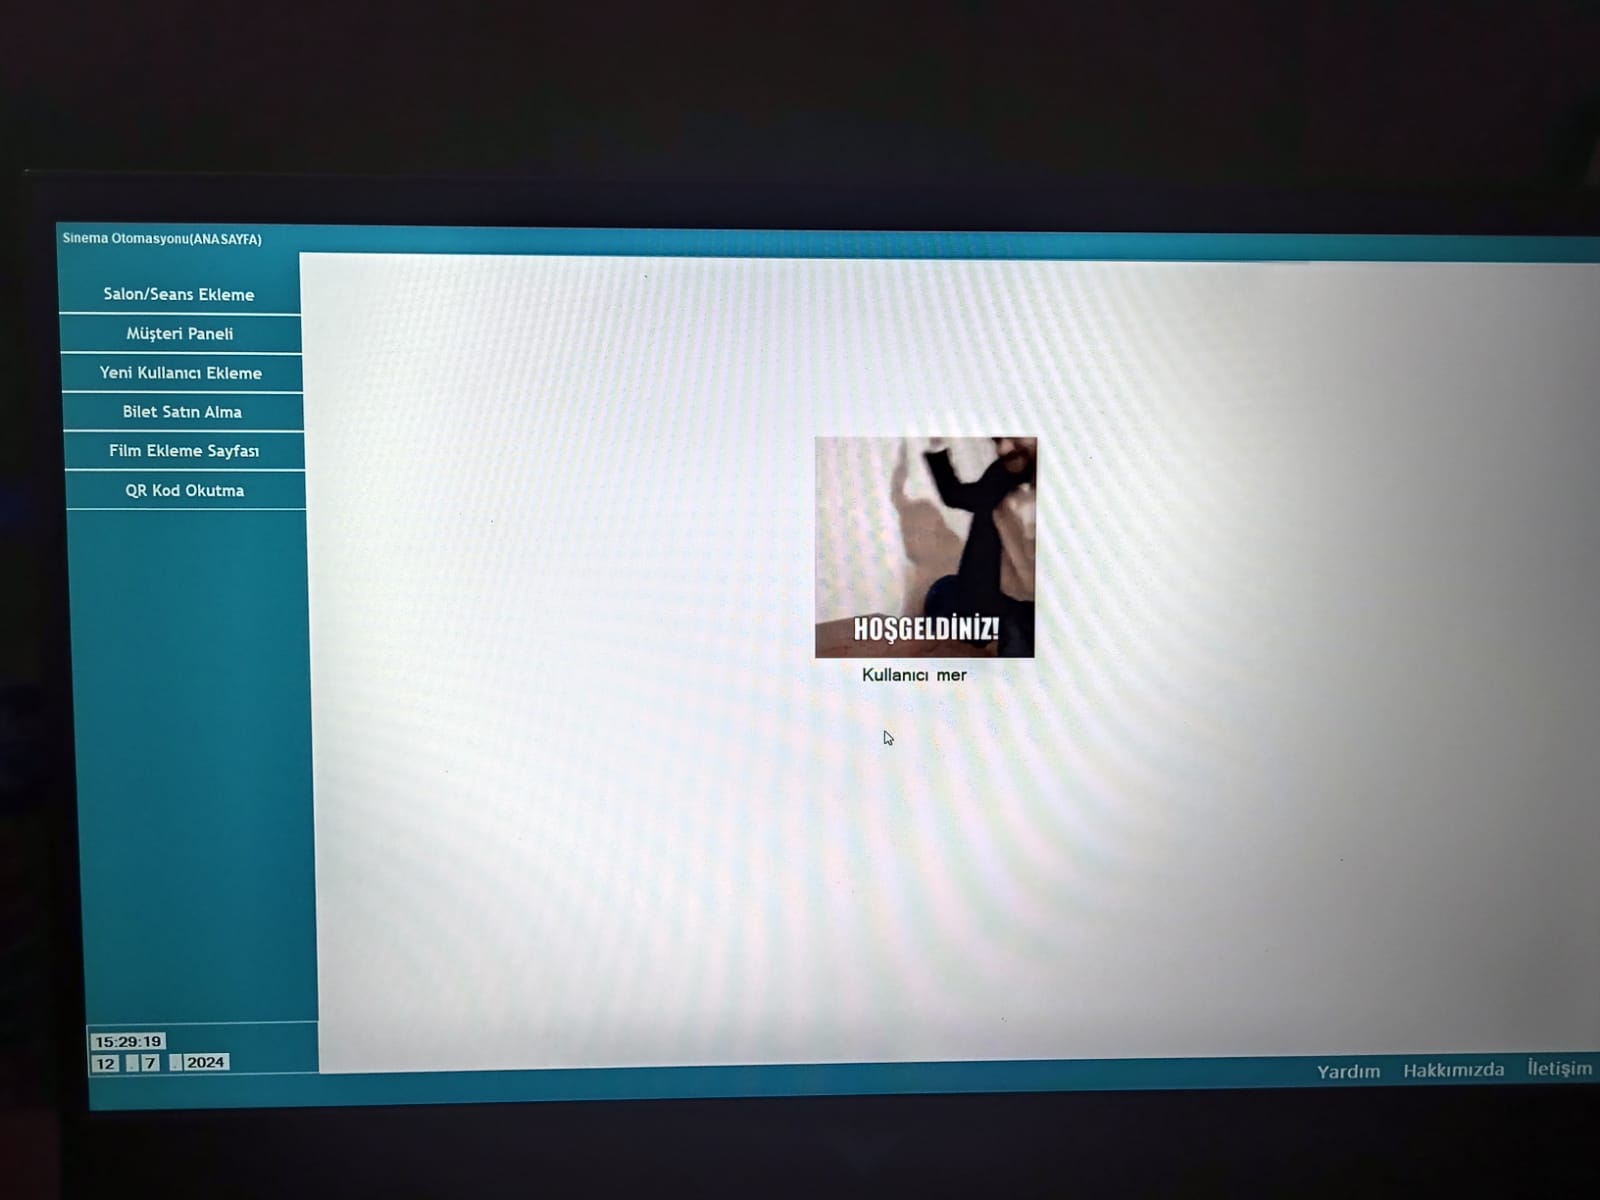 Sinema Otomasyonu(ANASAYFA)
Salon/Seans Ekleme
Müşteri Paneli
Yeni Kullanıcı Ekleme
Bilet Satın Alma
Film Ekleme Sayfası
QR Kod Okutma
HOŞGELDİNİZ!
Kullanıcı mer
15:29:19
12 . 7 . 2024
Yardım Hakkımızda İletişim